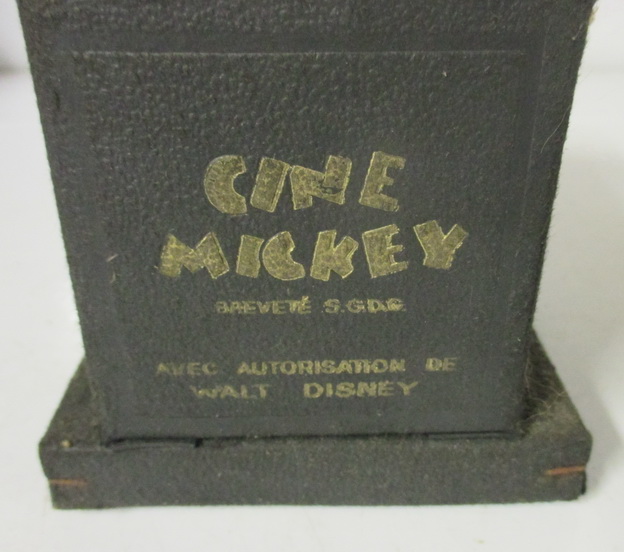 CINE
MICKEY
BREVETÉ S.G.D.G.
AVEC AUTORISATION DE
WALT DISNEY